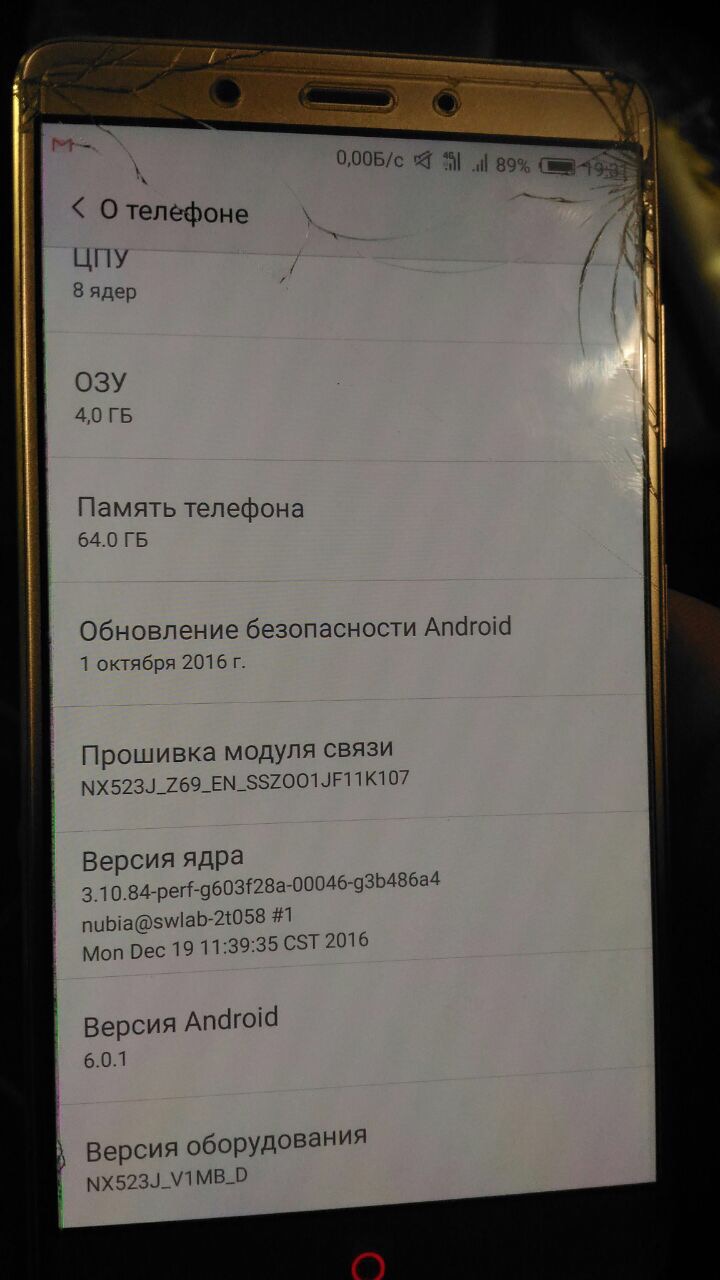 0,00Б/с 4G 89%
О телефоне
ЦПУ
8 ядер
ОЗУ
4,0 ГБ
Память телефона
64.0 ГБ
Обновление безопасности Android
1 октября 2016 г.
Прошивка модуля связи
NX523J_Z69_EN_SSZOO1JF11K107
Версия ядра
3.10.84-perf-g603f28a-00046-g3b486a4
nubia@swlab-2t058 #1
Mon Dec 19 11:39:35 CST 2016
Версия Android
6.0.1
Версия оборудования
NX523J_V1MB_D